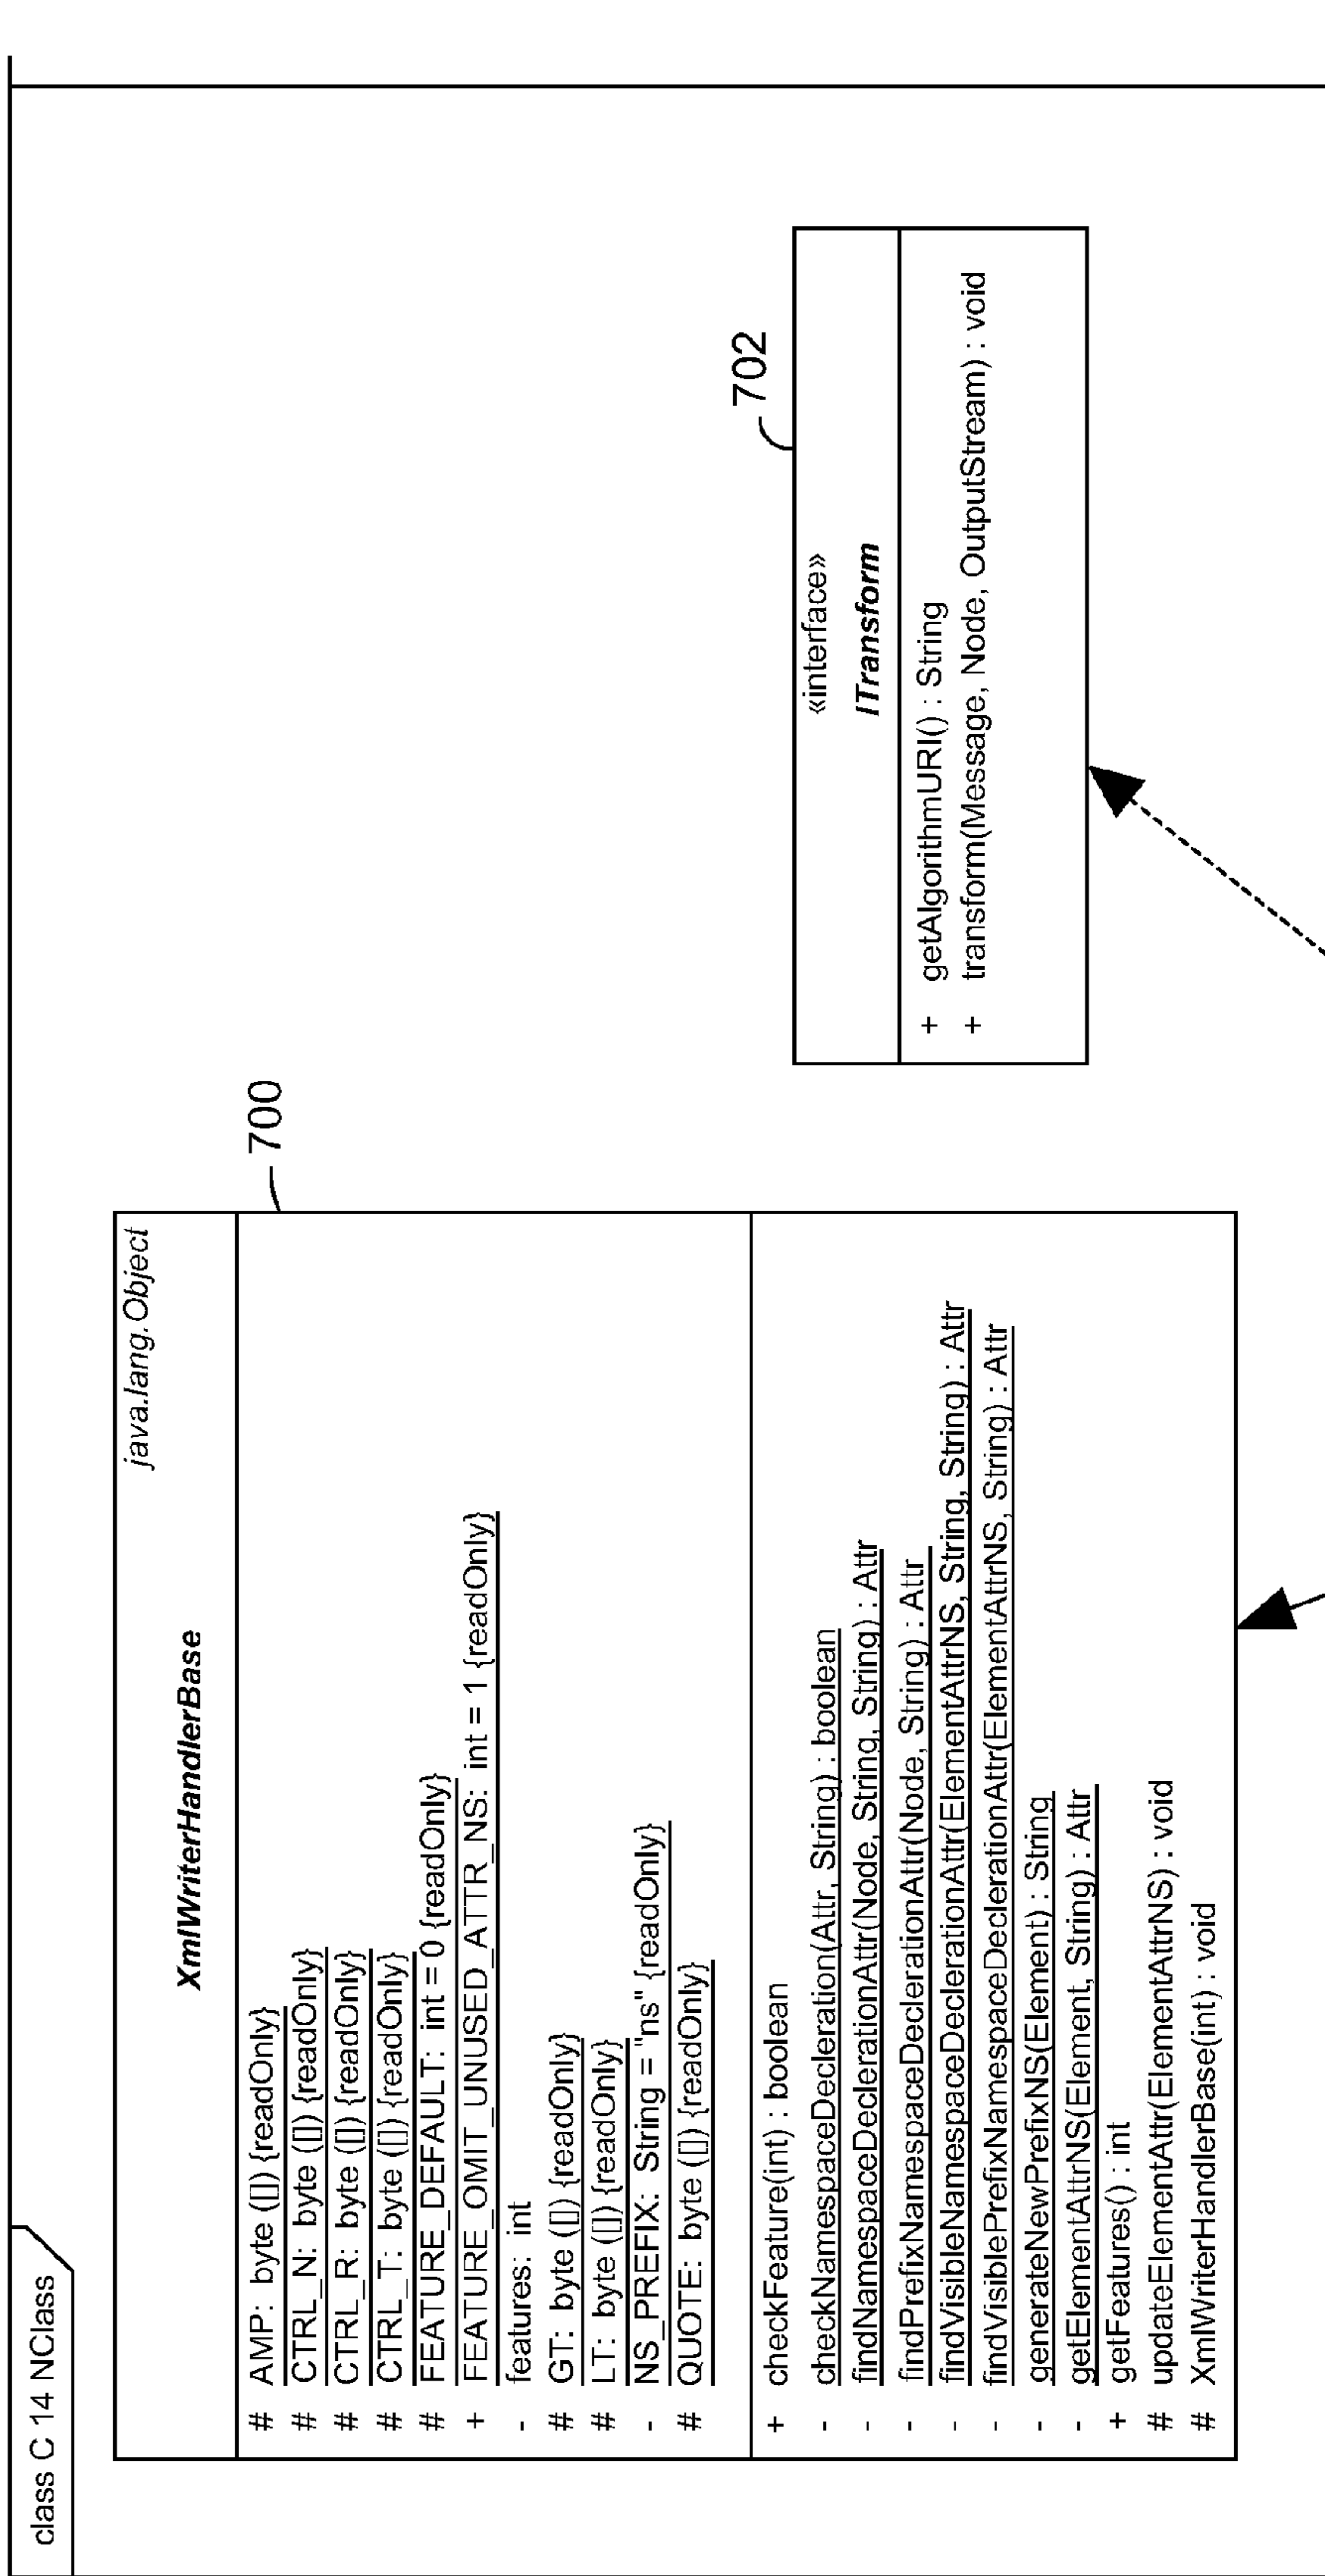 class C 14 NClass
java.lang.Object
XmlWriterHandlerBase
700
# AMP: byte ([]) {readOnly}
# CTRL_N: byte ([]) {readOnly}
# CTRL_R: byte ([]) {readOnly}
# CTRL_T: byte ([]) {readOnly}
# FEATURE_DEFAULT: int = 0 {readOnly}
+ FEATURE_OMIT_UNUSED_ATTR_NS: int = 1 {readOnly}
- features: int
# GT: byte ([]) {readOnly}
# LT: byte ([]) {readOnly}
- NS_PREFIX: String = "ns" {readOnly}
# QUOTE: byte ([]) {readOnly}
+ checkFeature(int) : boolean
- checkNamespaceDecleration(Attr, String) : boolean
- findNamespaceDeclerationAttr(Node, String, String) : Attr
- findPrefixNamespaceDeclerationAttr(Node, String) : Attr
- findVisibleNamespaceDeclerationAttr(ElementAttrNS, String, String) : Attr
- findVisiblePrefixNamespaceDeclerationAttr(ElementAttrNS, String) : Attr
- generateNewPrefixNS(Element) : String
- getElementAttrNS(Element, String) : Attr
+ getFeatures() : int
# updateElementAttr(ElementAttrNS) : void
# XmlWriterHandlerBase(int) : void
702
«interface»
ITransform
+ getAlgorithmURI() : String
+ transform(Message, Node, OutputStream) : void